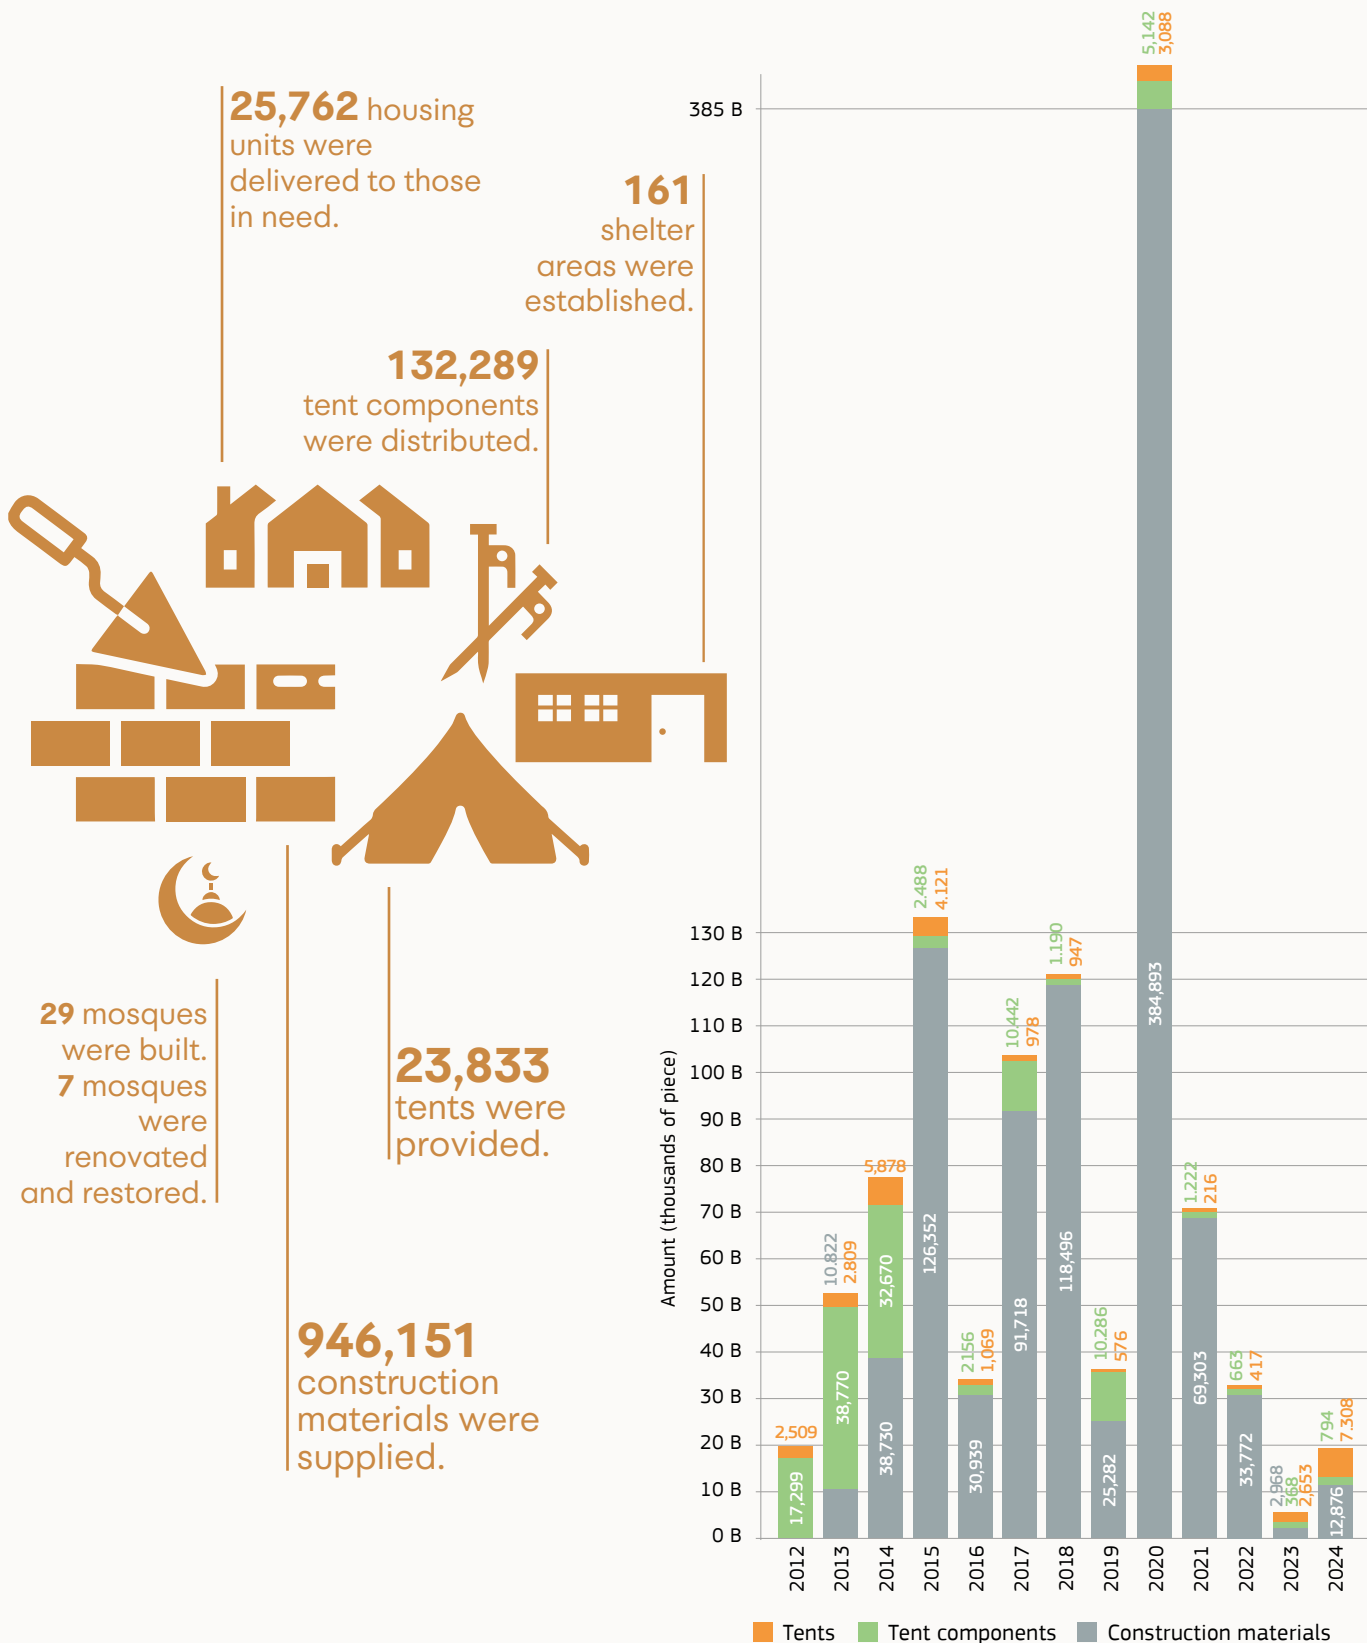 25,762 housing
units were
delivered to those
in need.
161
shelter
areas were
established.
132,289
tent components
were distributed.
29 mosques
were built.
7 mosques
were
renovated
and restored.
23,833
tents were
provided.
946,151
construction
materials were
supplied.
Amount (thousands of piece)
385 B
130 B
120 B
110 B
100 B
90 B
80 B
70 B
60 B
50 B
40 B
30 B
20 B
10 B
0 B
2,509
17,299
10.822
2.809
38,770
5,878
32,670
38,730
2.488
4.121
126,352
2 156
1,069
30,939
10.442
978
91,718
1.190
947
118,496
10.286
576
25,282
5,142
3,088
384,893
1.222
216
69,303
663
417
33,772
2,968
368
2,653
794
7.308
12,876
2012
2013
2014
2015
2016
2017
2018
2019
2020
2021
2022
2023
2024
Tents
Tent components
Construction materials